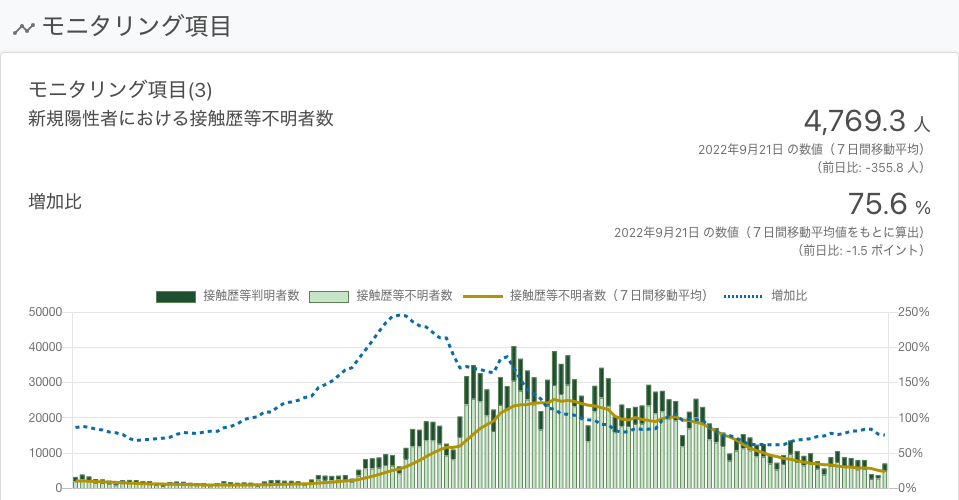 モニタリング項目
モニタリング項目(3)
新規陽性者における接触歴等不明者数
4,769.3 人
2022年9月21日 の数値（７日間移動平均）
（前日比: -355.8 人）
増加比
75.6 %
2022年9月21日 の数値（７日間移動平均値をもとに算出）
（前日比: -1.5 ポイント）
接触歴等判明者数 接触歴等不明者数 接触歴等不明者数（７日間移動平均） 増加比
50000 250%
40000 200%
30000 150%
20000 100%
10000 50%
0 0%